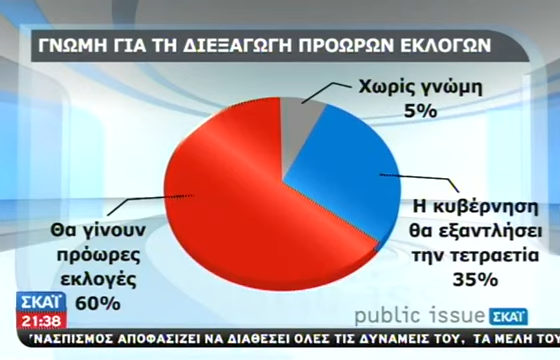 ΓΝΩΜΗ ΓΙΑ ΤΗ ΔΙΕΞΑΓΩΓΗ ΠΡΟΩΡΩΝ ΕΚΛΟΓΩΝ
Χωρίς γνώμη
5%
Η κυβέρνηση
θα εξαντλήσει
την τετραετία
35%
Θα γίνουν
πρόωρες
εκλογές
60%
public issue ΣΚΑΪ
ΣΚΑΪ
21:38
'ΝΑΣΠΙΣΜΟΣ ΑΠΟΦΑΣΙΖΕΙ ΝΑ ΔΙΑΘΕΣΕΙ ΟΛΕΣ ΤΙΣ ΔΥΝΑΜΕΙΣ ΤΟΥ, ΤΑ ΜΕΛΗ ΤΟΥ